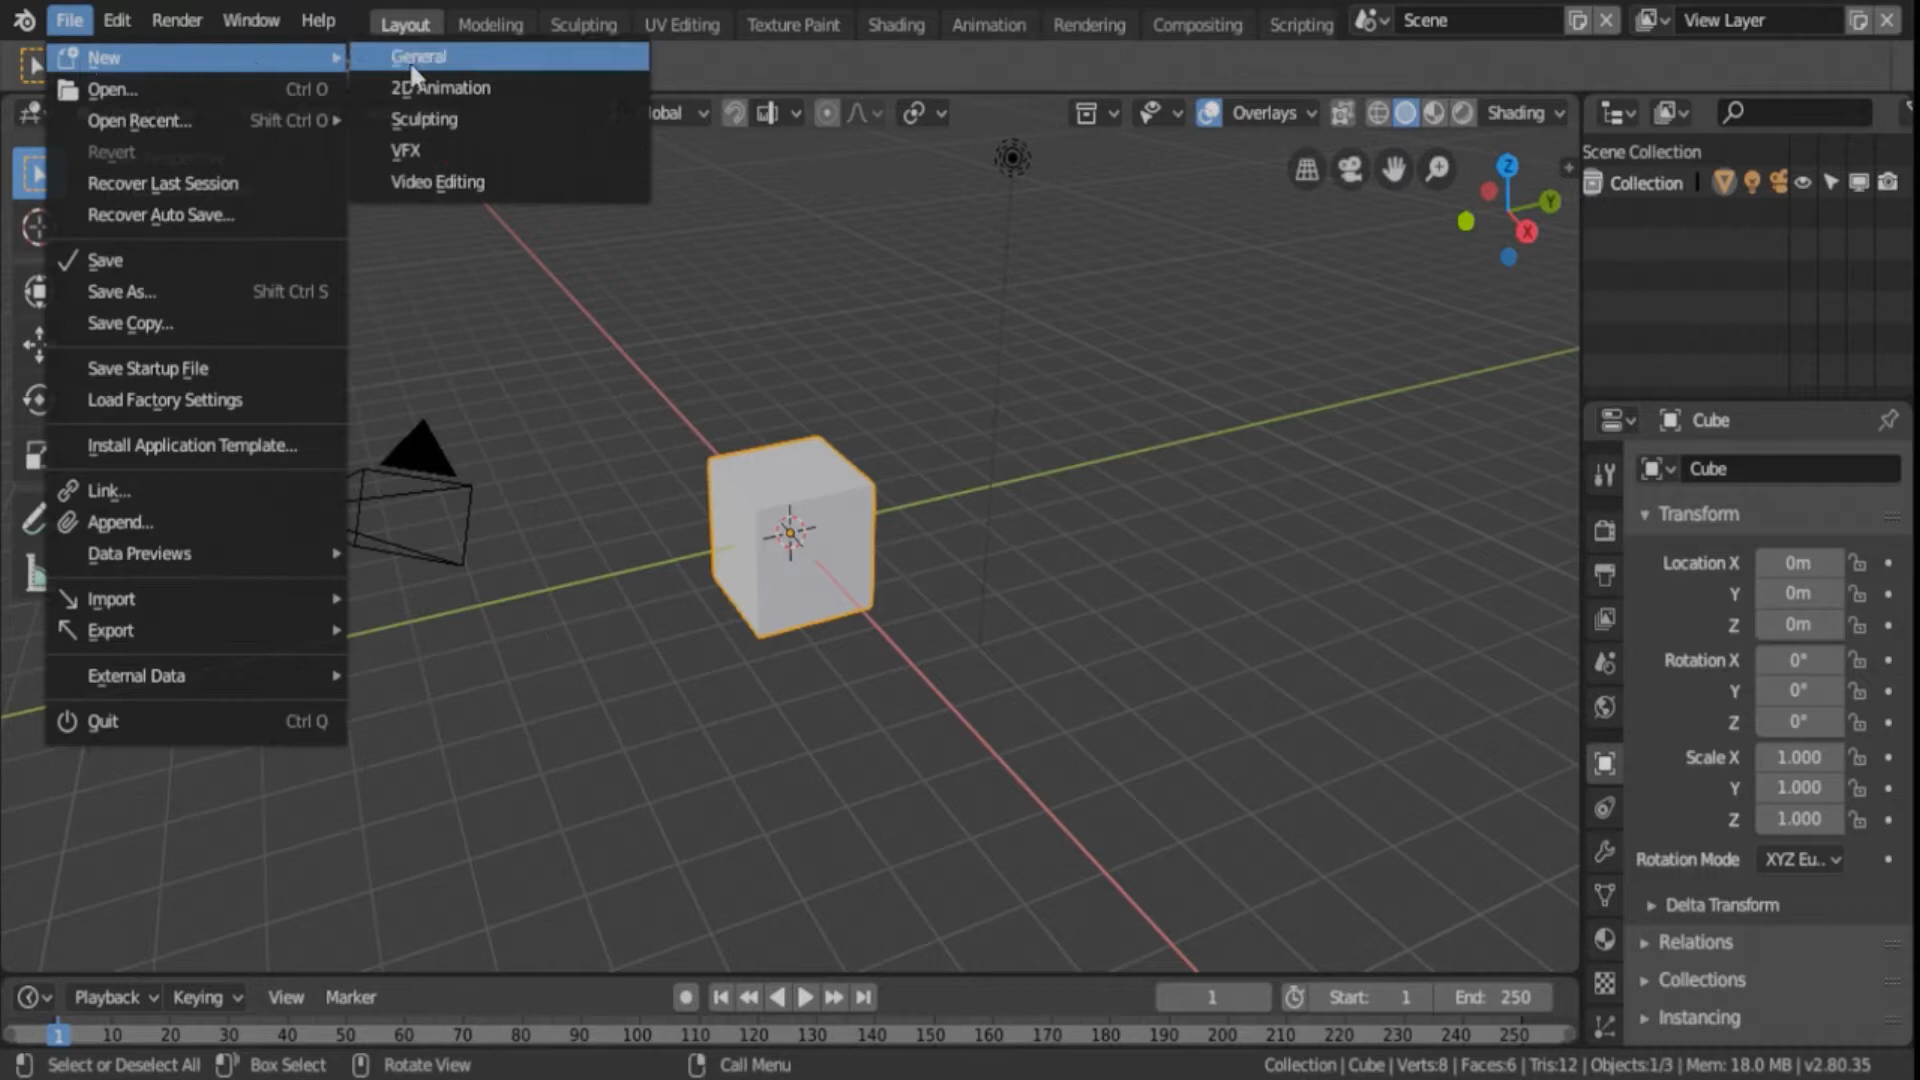 File Edit Render Window Help Layout Modeling Sculpting UV Editing Texture Paint Shading Animation Rendering Compositing Scripting Scene View Layer
New
Open... Ctrl O
Open Recent... Shift Ctrl O
Revert
Recover Last Session
Recover Auto Save...
Save
Save As... Shift Ctrl S
Save Copy...
Save Startup File
Load Factory Settings
Install Application Template...
Link...
Append...
Data Previews
Import
Export
External Data
Quit Ctrl Q
General
2D Animation
Sculpting
VFX
Video Editing
lobal Overlays Shading
Z
Y
X
Scene Collection
Collection
Cube
Cube
Transform
Location X 0m
Y 0m
Z 0m
Rotation X 0°
Y 0°
Z 0°
Scale X 1.000
Y 1.000
Z 1.000
Rotation Mode XYZ Eu..
Delta Transform
Relations
Collections
Instancing
Playback Keying View Marker 1 Start: 1 End: 250
1 10 20 30 40 50 60 70 80 90 100 110 120 130 140 150 160 170 180 190 200 210 220 230 240 250
Select or Deselect All Box Select Rotate View Call Menu Collection | Cube | Verts:8 | Faces:6 | Tris:12 | Objects:1/3 | Mem: 18.0 MB | v2.80.35